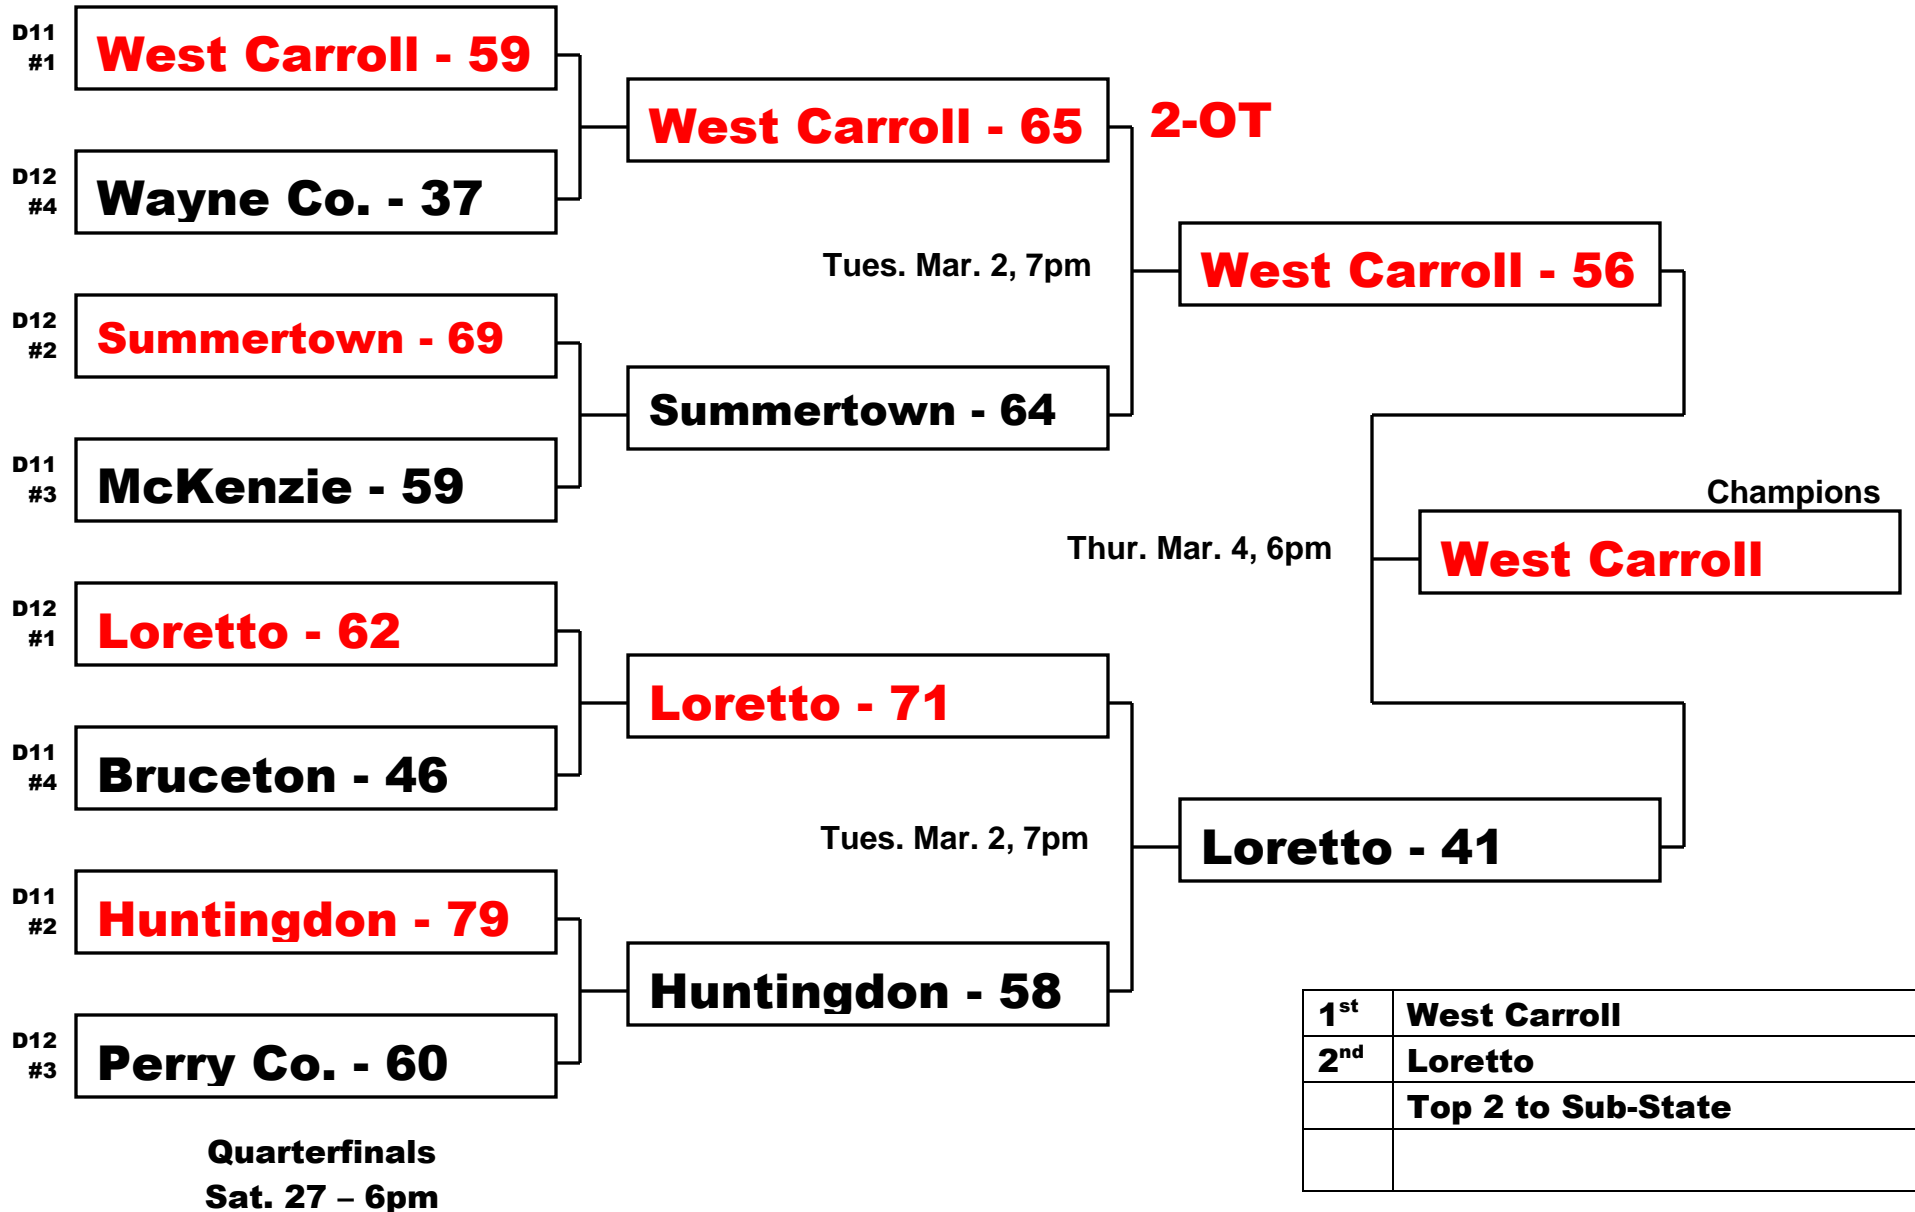 D11
#1
West Carroll - 59
D12
#4
Wayne Co. - 37
D12
#2
Summertown - 69
D11
#3
McKenzie - 59
D12
#1
Loretto - 62
D11
#4
Bruceton - 46
D11
#2
Huntingdon - 79
D12
#3
Perry Co. - 60
Quarterfinals
Sat. 27 – 6pm
West Carroll - 65
2-OT
Tues. Mar. 2, 7pm
Summertown - 64
Loretto - 71
Tues. Mar. 2, 7pm
Huntingdon - 58
West Carroll - 56
Thur. Mar. 4, 6pm
Loretto - 41
Champions
West Carroll
1st West Carroll
2nd Loretto
Top 2 to Sub-State